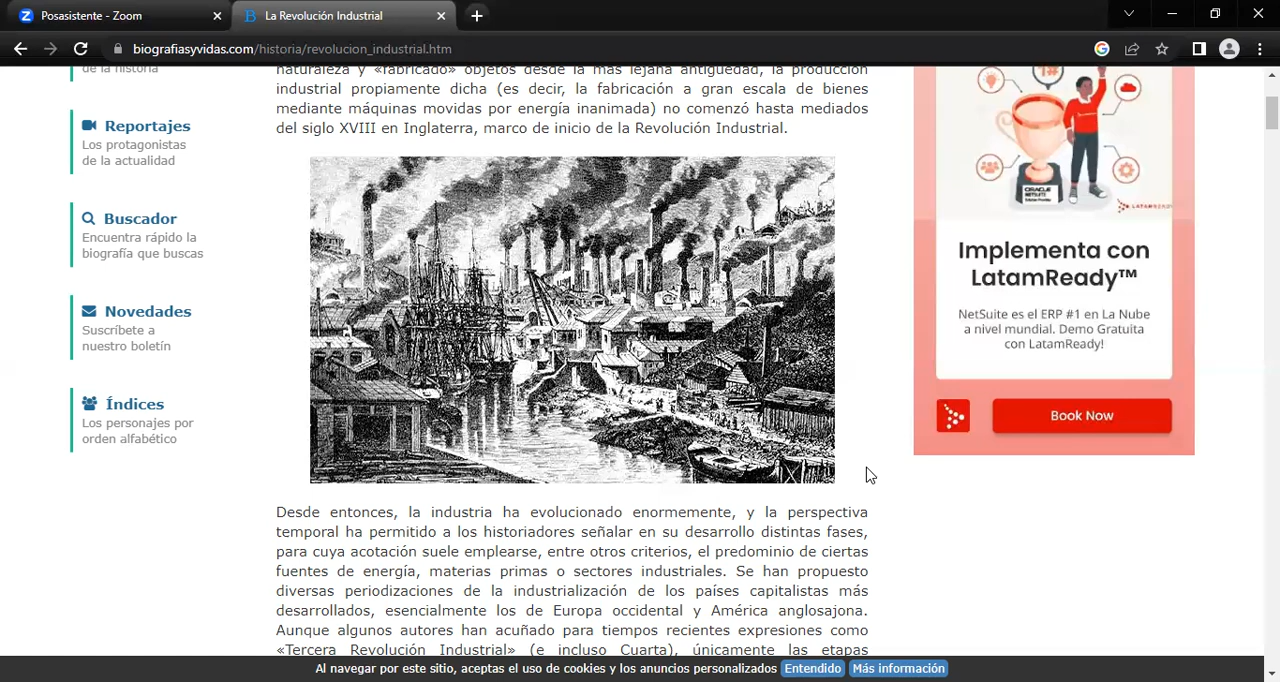 Posasistente - Zoom
La Revolución Industrial
biografiasyvidas.com/historia/revolucion_industrial.htm
de la historia
Reportajes
Los protagonistas
de la actualidad
Buscador
Encuentra rápido la
biografía que buscas
Novedades
Suscríbete a
nuestro boletín
Índices
Los personajes por
orden alfabético
naturaleza y «fabricado» objetos desde la más lejana antigüedad, la producción
industrial propiamente dicha (es decir, la fabricación a gran escala de bienes
mediante máquinas movidas por energía inanimada) no comenzó hasta mediados
del siglo XVIII en Inglaterra, marco de inicio de la Revolución Industrial.
Desde entonces, la industria ha evolucionado enormemente, y la perspectiva
temporal ha permitido a los historiadores señalar en su desarrollo distintas fases,
para cuya acotación suele emplearse, entre otros criterios, el predominio de ciertas
fuentes de energía, materias primas o sectores industriales. Se han propuesto
diversas periodizaciones de la industrialización de los países capitalistas más
desarrollados, esencialmente los de Europa occidental y América anglosajona.
Aunque algunos autores han acuñado para tiempos recientes expresiones como
«Tercera Revolución Industrial» (e incluso Cuarta), únicamente las etapas
ORACLE
NETSUITE
LATAMREADY
Implementa con
LatamReady™
NetSuite es el ERP #1 en La Nube
a nivel mundial. Demo Gratuita
con LatamReady!
Book Now
Al navegar por este sitio, aceptas el uso de cookies y los anuncios personalizados Entendido Más información